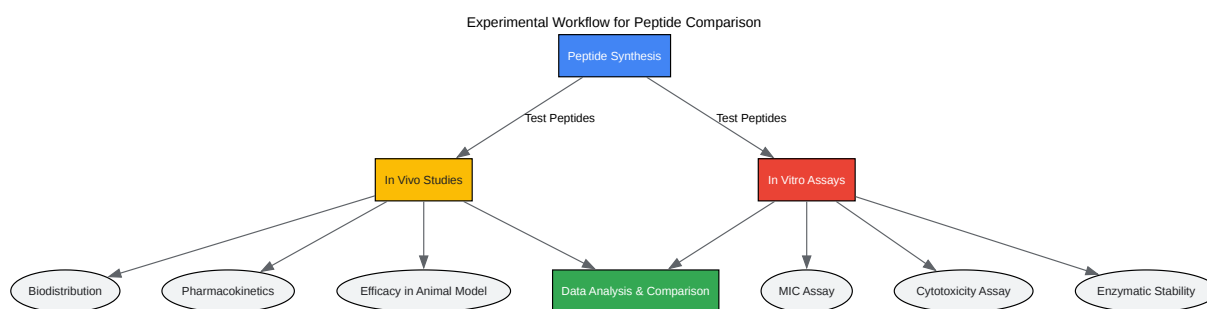 Experimental Workflow for Peptide Comparison
Peptide Synthesis
Test Peptides
Test Peptides
In Vivo Studies
In Vitro Assays
Biodistribution
Pharmacokinetics
Efficacy in Animal Model
Data Analysis & Comparison
MIC Assay
Cytotoxicity Assay
Enzymatic Stability